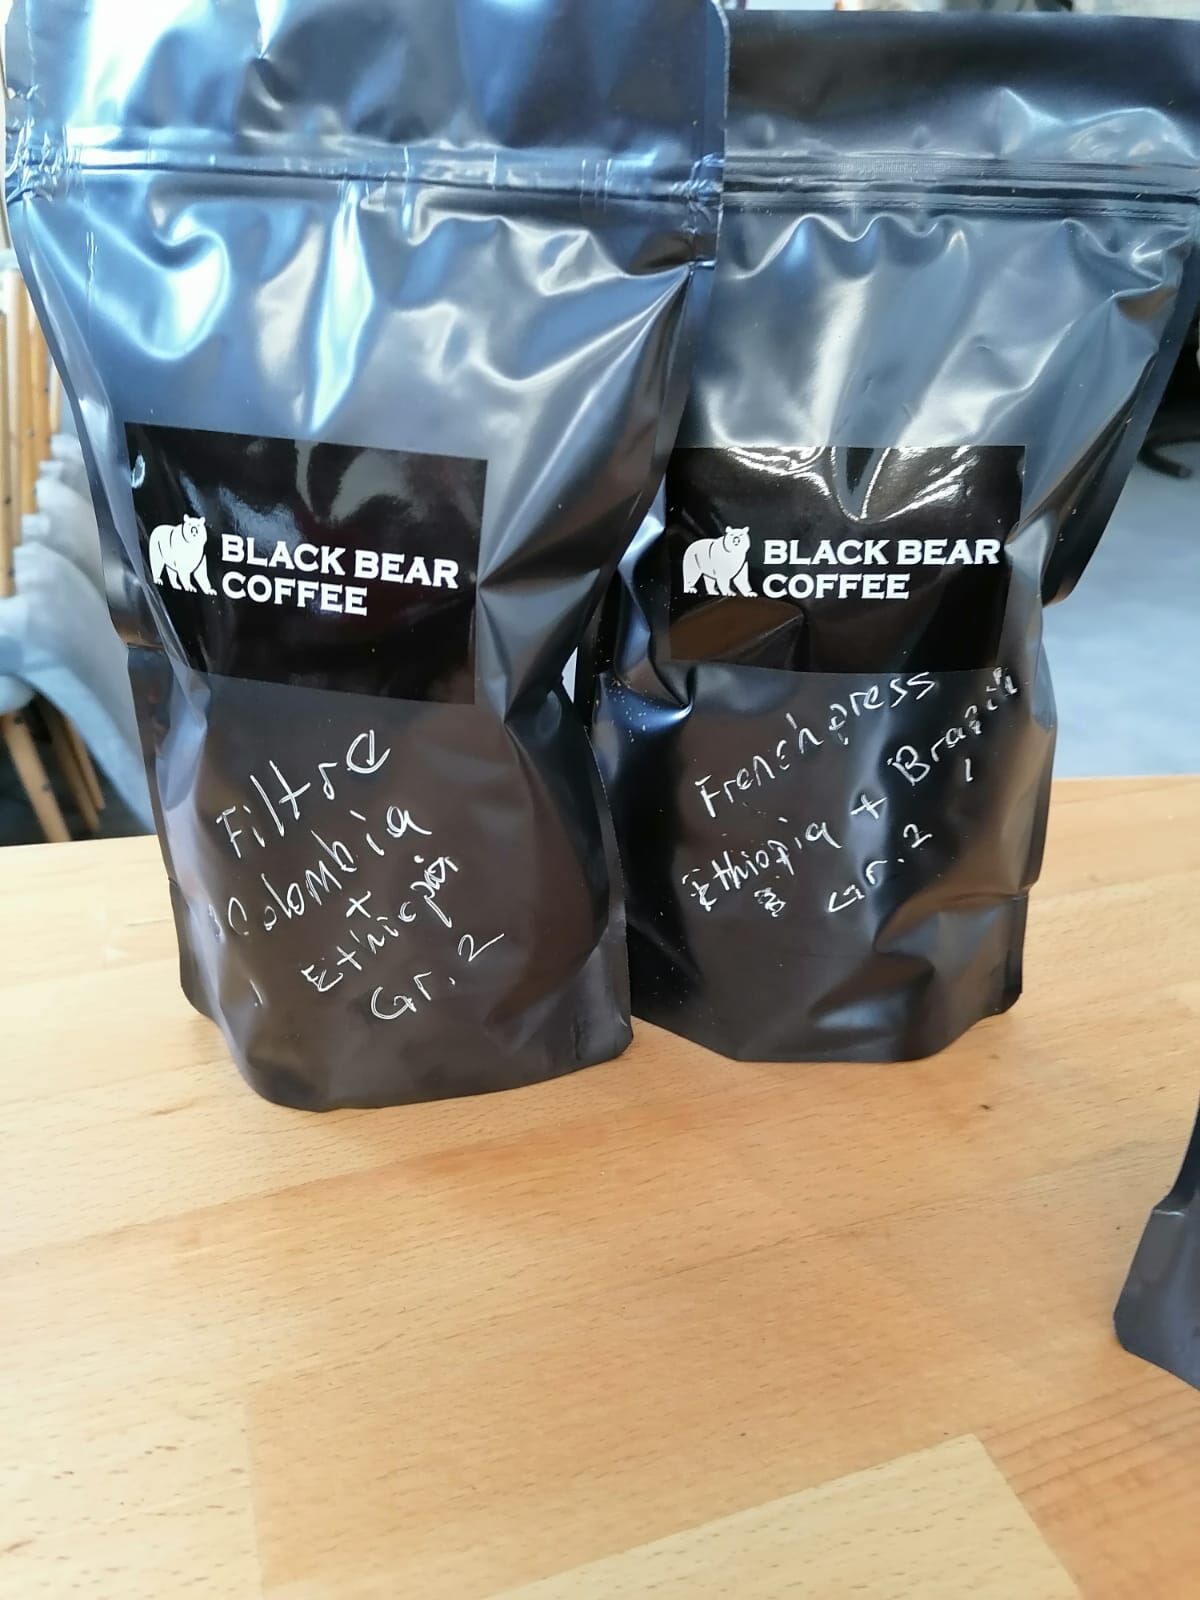 BLACK BEAR
COFFEE
Filtre
Colombia
+
Ethiopia
Gr. 2
BLACK BEAR
COFFEE
Frenchpress
Ethiopia + Brazil
Gr. 2